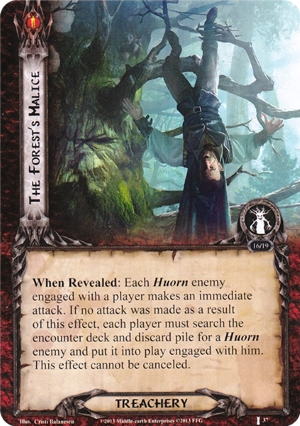 The Forest's Malice
16/19
When Revealed: Each Huorn enemy
engaged with a player makes an immediate
attack. If no attack was made as a result
of this effect, each player must search the
encounter deck and discard pile for a Huorn
enemy and put it into play engaged with him.
This effect cannot be canceled.
TREACHERY
Illus. Cristi Balanescu
©2013 Middle-earth Enterprises ©2013 FFG
37